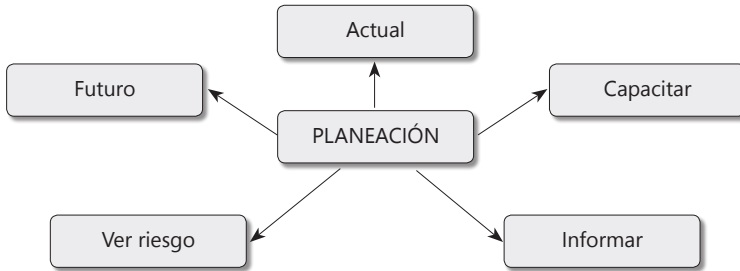 Actual
Futuro
Capacitar
PLANEACIÓN
Ver riesgo
Informar